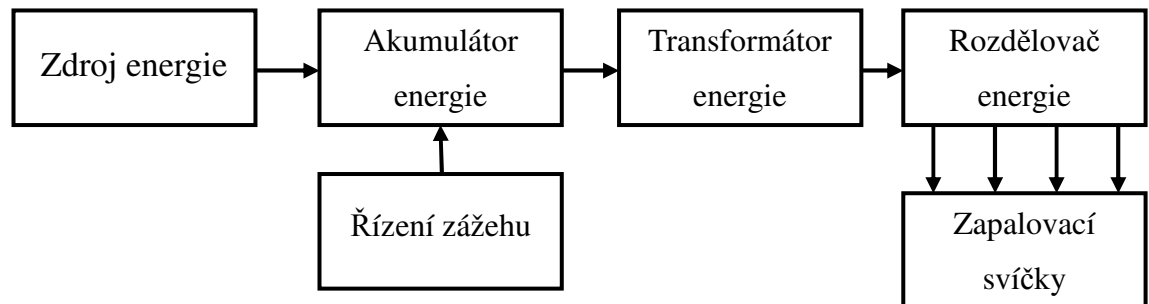 Zdroj energie
Akumulátor
energie
Transformátor
energie
Rozdělovač
energie
Řízení zážehu
Zapalovací
svíčky